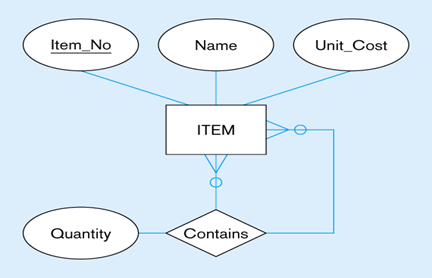 Item_No
Name
Unit_Cost
ITEM
Quantity
Contains